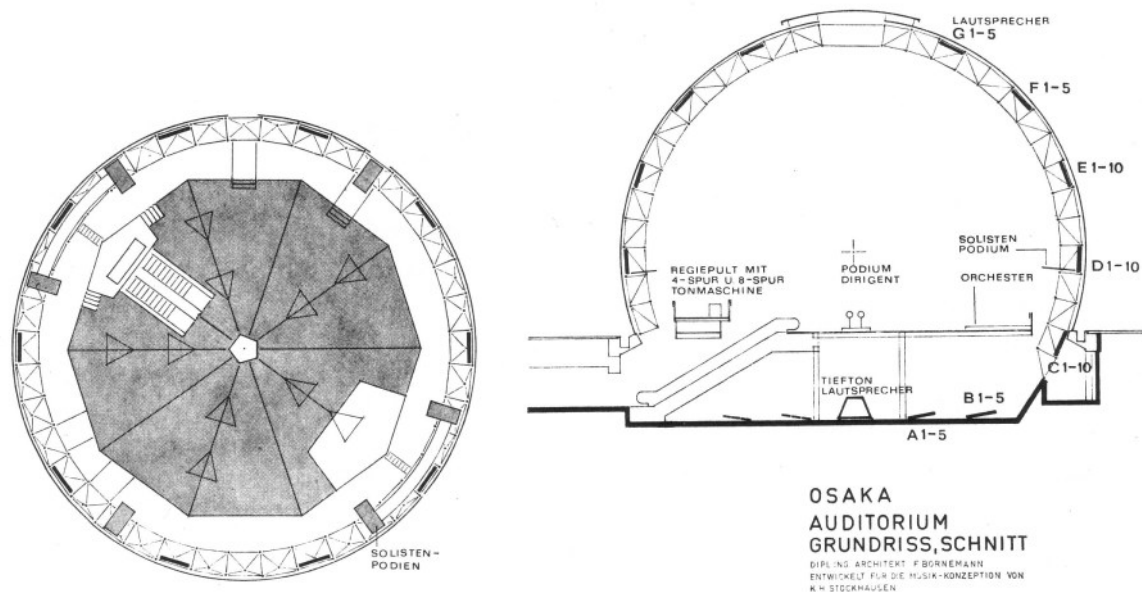 SOLISTEN-
PODIEN
LAUTSPRECHER
G 1-5
F 1-5
E 1-10
SOLISTEN
PODIUM
D 1-10
REGIEPULT MIT
4-SPUR U 8-SPUR
TONMASCHINE
PODIUM
DIRIGENT
ORCHESTER
C 1-10
TIEFTON
LAUTSPRECHER
B 1-5
A 1-5
OSAKA
AUDITORIUM
GRUNDRISS, SCHNITT
DIPL ING ARCHITEKT F BORNEMANN
ENTWICKELT FÜR DIE MUSIK-KONZEPTION VON
K H STOCKHAUSEN